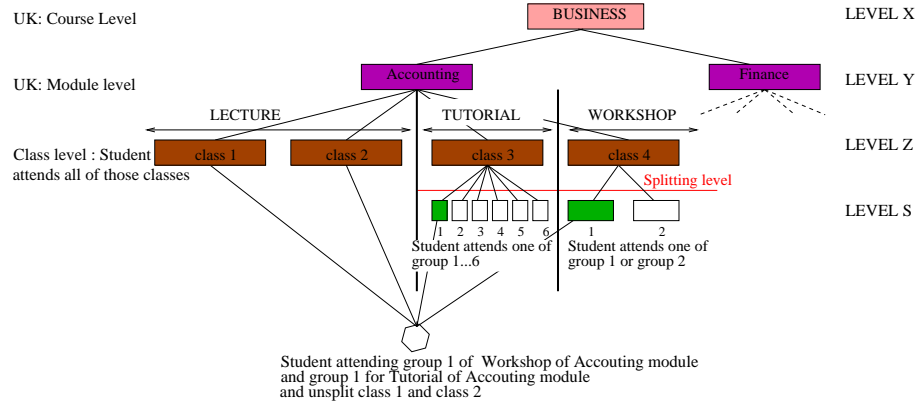 UK: Course Level
BUSINESS
LEVEL X
UK: Module level
Accounting
Finance
LEVEL Y
LECTURE
TUTORIAL
WORKSHOP
Class level : Student
attends all of those classes
class 1
class 2
class 3
class 4
LEVEL Z
Splitting level
LEVEL S
1 2 3 4 5 6
1 2
Student attends one of
group 1...6
Student attends one of
group 1 or group 2
Student attending group 1 of Workshop of Accouting module
and group 1 for Tutorial of Accouting module
and unsplit class 1 and class 2